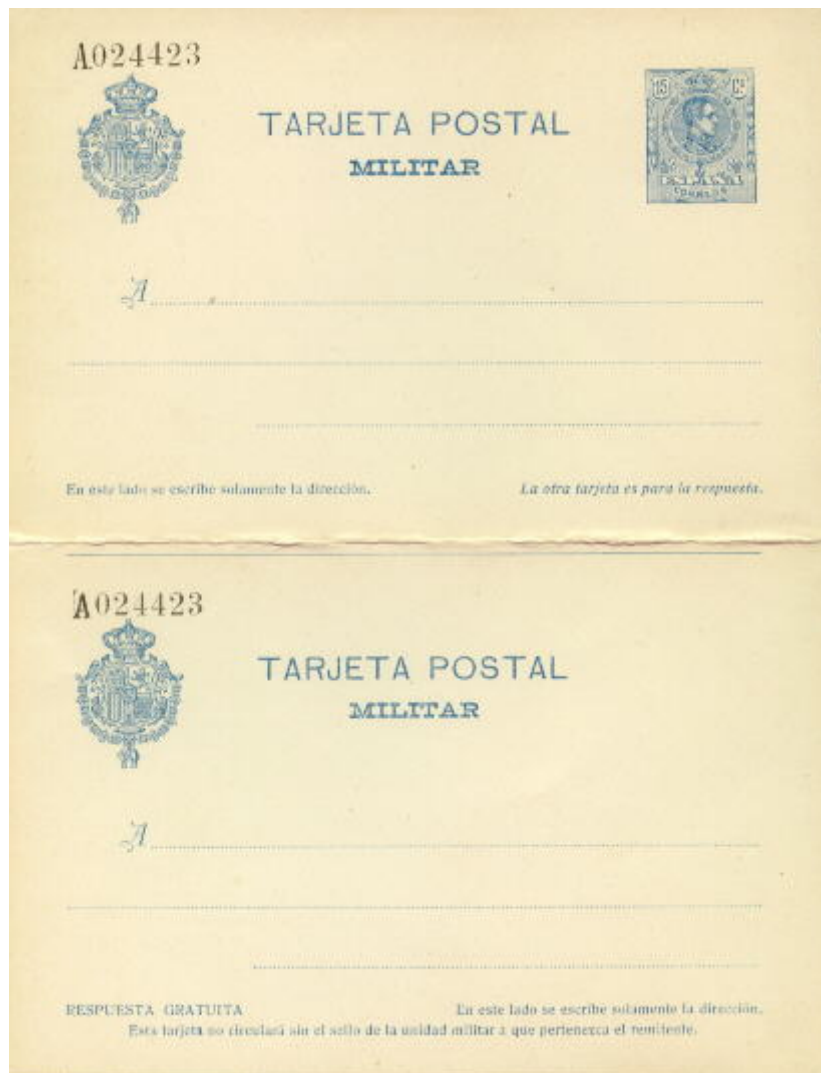 A024423
TARJETA POSTAL
MILITAR
15 Cs
ESPAÑA
CORREOS
A
En este lado se escribe solamente la dirección.
La otra tarjeta es para la respuesta.
A024423
TARJETA POSTAL
MILITAR
A
RESPUESTA GRATUITA
En este lado se escribe solamente la dirección.
Esta tarjeta no circulará sin el sello de la unidad militar a que pertenezca el remitente.